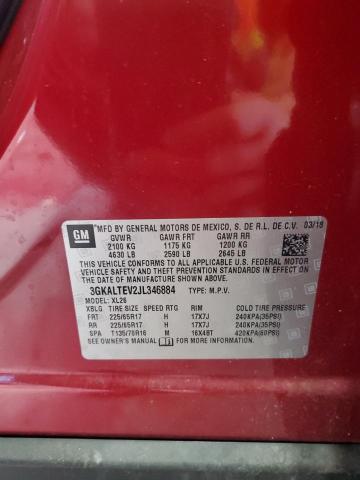 GM
MFD BY GENERAL MOTORS DE MEXICO, S. DE R.L. DE C.V. 03/18
GVWR GAWR FRT GAWR RR
2100 KG 1175 KG 1200 KG
4630 LB 2590 LB 2645 LB
THIS VEHICLE CONFORMS TO ALL APPLICABLE U.S. FEDERAL
MOTOR VEHICLE SAFETY, BUMPER, AND THEFT PREVENTION
STANDARDS IN EFFECT ON THE DATE OF MANUFACTURE SHOWN ABOVE.
3GKALTEV2JL346884 TYPE: M.P.V.
MODEL: XL26
XBLG TIRE SIZE SPEED RTG RIM COLD TIRE PRESSURE
FRT 225/65R17 H 17X7J 240KPA(35PSI)
RR 225/65R17 H 17X7J 240KPA(35PSI)
SPA T135/70R16 M 16X4BT 420KPA(60PSI)
SEE OWNER'S MANUAL FOR MORE INFORMATION.